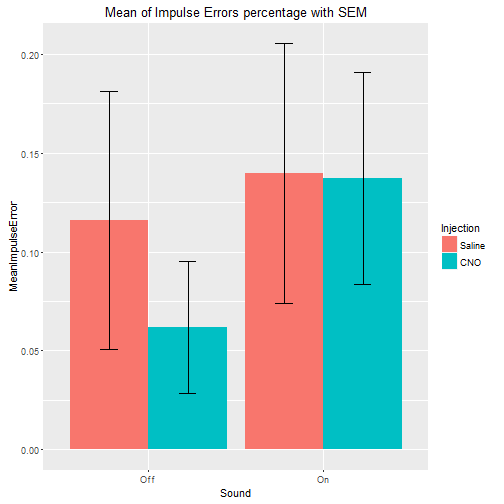 Mean of Impulse Errors percentage with SEM
MeanImpulseError
0.20
0.15
0.10
0.05
0.00
Off
On
Sound
Injection
Saline
CNO